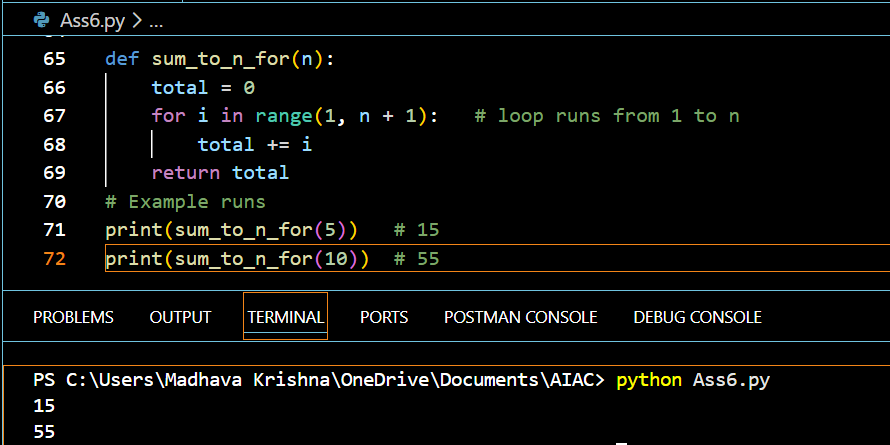 Ass6.py > ...
65 def sum_to_n_for(n):
66     total = 0
67     for i in range(1, n + 1):   # loop runs from 1 to n
68         total += i
69     return total
70 # Example runs
71 print(sum_to_n_for(5))   # 15
72 print(sum_to_n_for(10))  # 55
PROBLEMS OUTPUT TERMINAL PORTS POSTMAN CONSOLE DEBUG CONSOLE
PS C:\Users\Madhava Krishna\OneDrive\Documents\AIAC> python Ass6.py
15
55